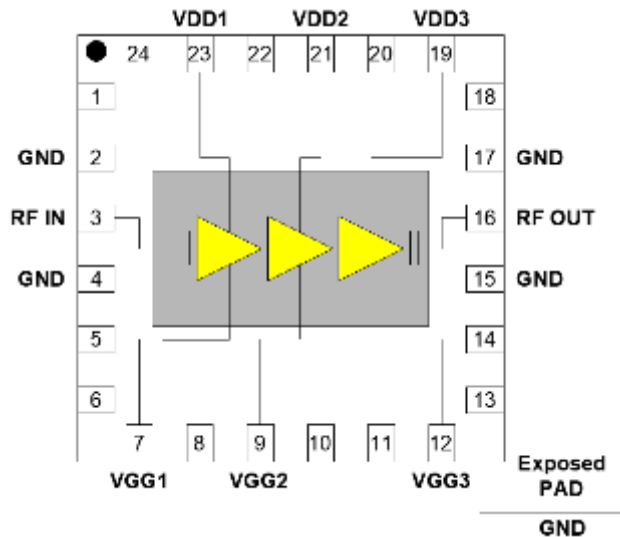 VDD1 VDD2 VDD3
24 23 22 21 20 19
1 18
GND 2 17 GND
RF IN 3 16 RF OUT
GND 4 15 GND
5 14
6 13
7 8 9 10 11 12
VGG1 VGG2 VGG3
Exposed
PAD
GND